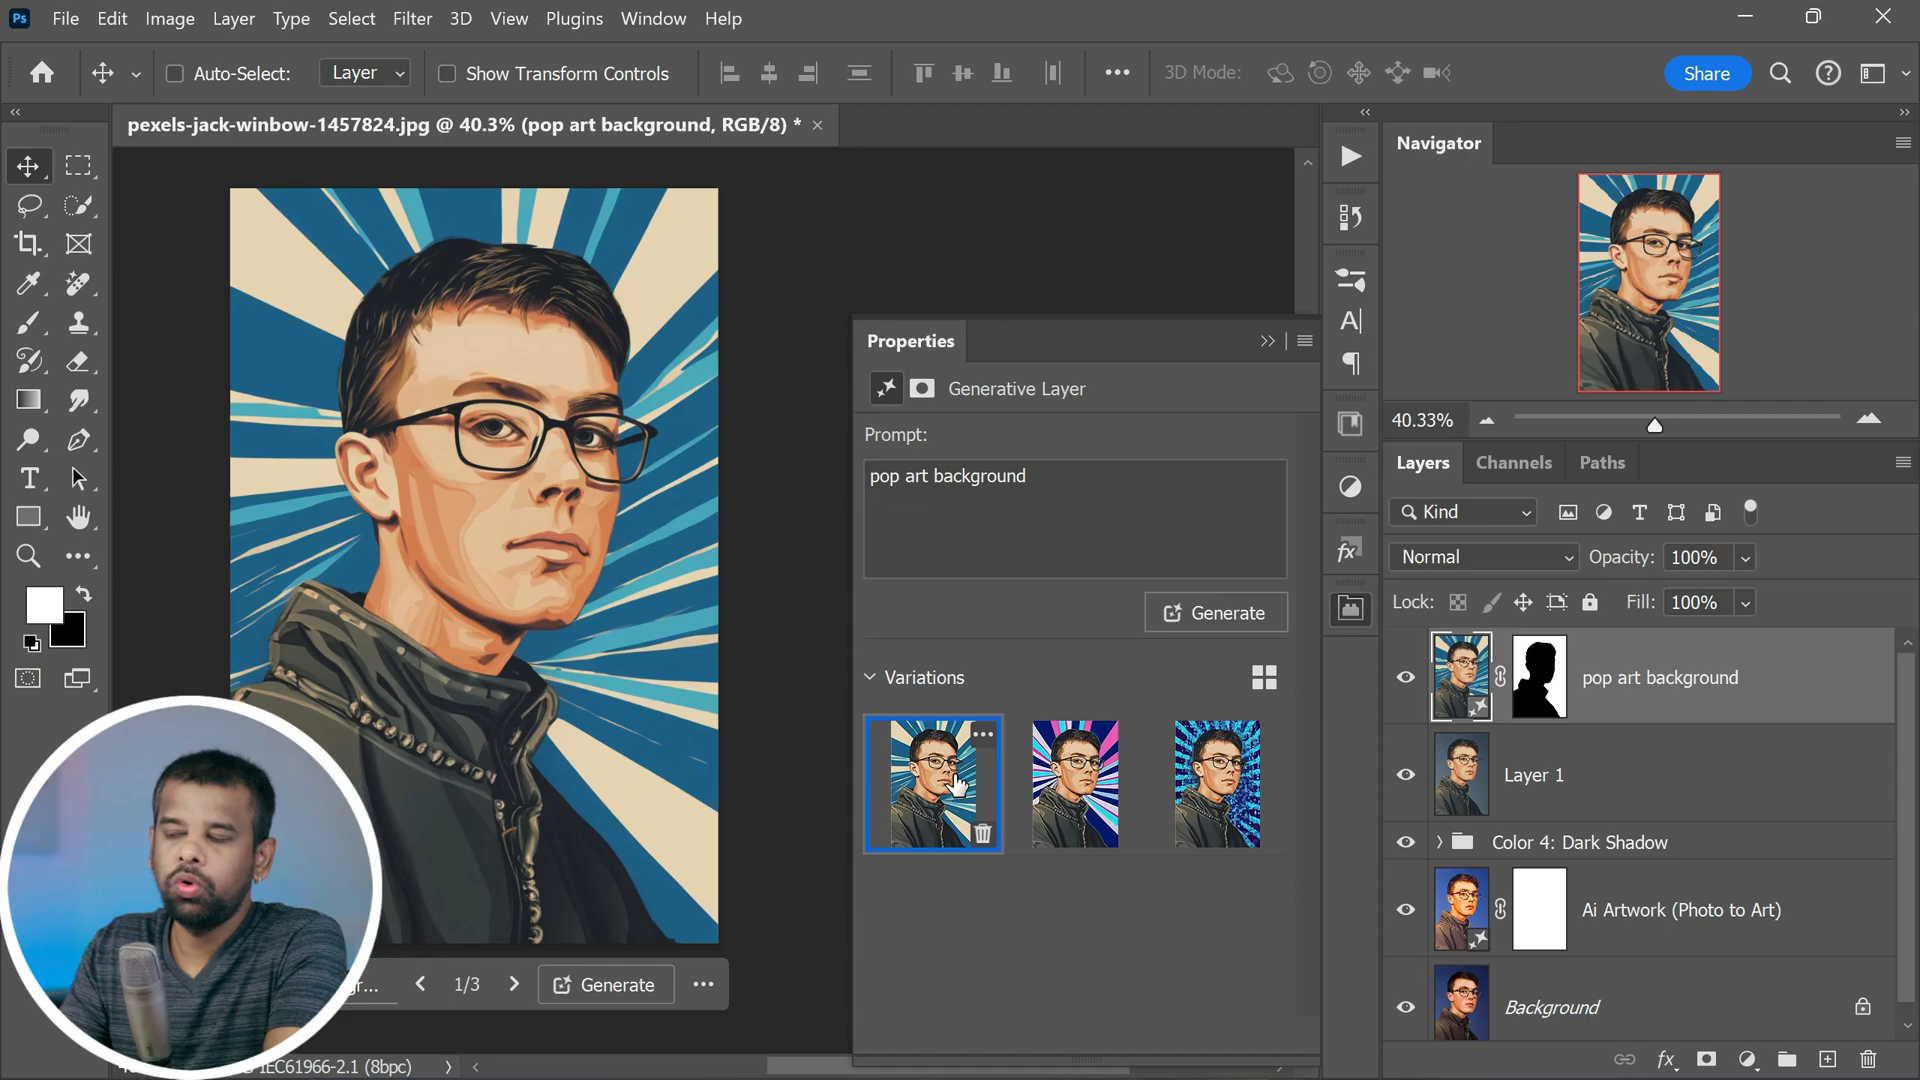 Ps File Edit Image Layer Type Select Filter 3D View Plugins Window Help
Auto-Select: Layer Show Transform Controls 3D Mode: Share
pexels-jack-winbow-1457824.jpg @ 40.3% (pop art background, RGB/8) *
Navigator
40.33%
Properties
Generative Layer
Prompt:
pop art background
Generate
Variations
1/3 Generate
IEC61966-2.1 (8bpc)
Layers Channels Paths
Kind
Normal Opacity: 100%
Lock: Fill: 100%
pop art background
Layer 1
Color 4: Dark Shadow
Ai Artwork (Photo to Art)
Background
fx